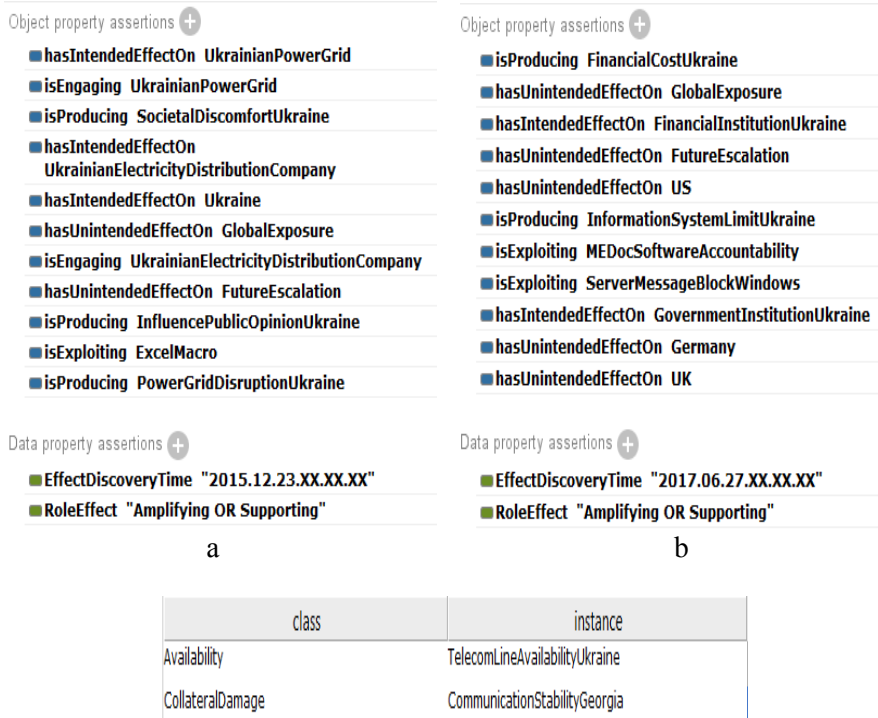 Object property assertions
hasIntendedEffectOn UkrainianPowerGrid
isEngaging UkrainianPowerGrid
isProducing SocietalDiscomfortUkraine
hasIntendedEffectOn
UkrainianElectricityDistributionCompany
hasIntendedEffectOn Ukraine
hasUnintendedEffectOn GlobalExposure
isEngaging UkrainianElectricityDistributionCompany
hasUnintendedEffectOn FutureEscalation
isProducing InfluencePublicOpinionUkraine
isExploiting ExcelMacro
isProducing PowerGridDisruptionUkraine
Data property assertions
EffectDiscoveryTime "2015.12.23.XX.XX.XX"
RoleEffect "Amplifying OR Supporting"
a
Object property assertions
isProducing FinancialCostUkraine
hasUnintendedEffectOn GlobalExposure
hasIntendedEffectOn FinancialInstitutionUkraine
hasUnintendedEffectOn FutureEscalation
hasUnintendedEffectOn US
isProducing InformationSystemLimitUkraine
isExploiting MEDocSoftwareAccountability
isExploiting ServerMessageBlockWindows
hasIntendedEffectOn GovernmentInstitutionUkraine
hasUnintendedEffectOn Germany
hasUnintendedEffectOn UK
Data property assertions
EffectDiscoveryTime "2017.06.27.XX.XX.XX"
RoleEffect "Amplifying OR Supporting"
b
class instance
Availability TelecomLineAvailabilityUkraine
CollateralDamage CommunicationStabilityGeorgia